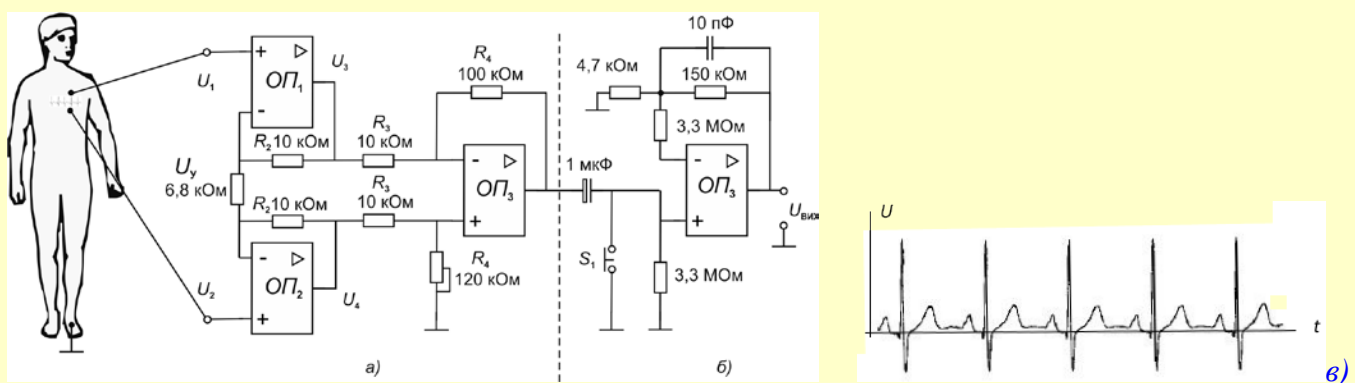 U₁
+
ОП₁
-
U₃
R₂ 10 кОм
R₃
10 кОм
Uᵧ
6,8 кОм
R₂ 10 кОм
R₃
10 кОм
-
ОП₂
+
U₂
U₄
R₄
100 кОм
-
ОП₃
+
R₄
120 кОм
а)
10 пФ
4,7 кОм
150 кОм
3,3 МОм
1 мкФ
-
ОП₃
+
Uвих
S₁
3,3 МОм
б)
U
t
в)